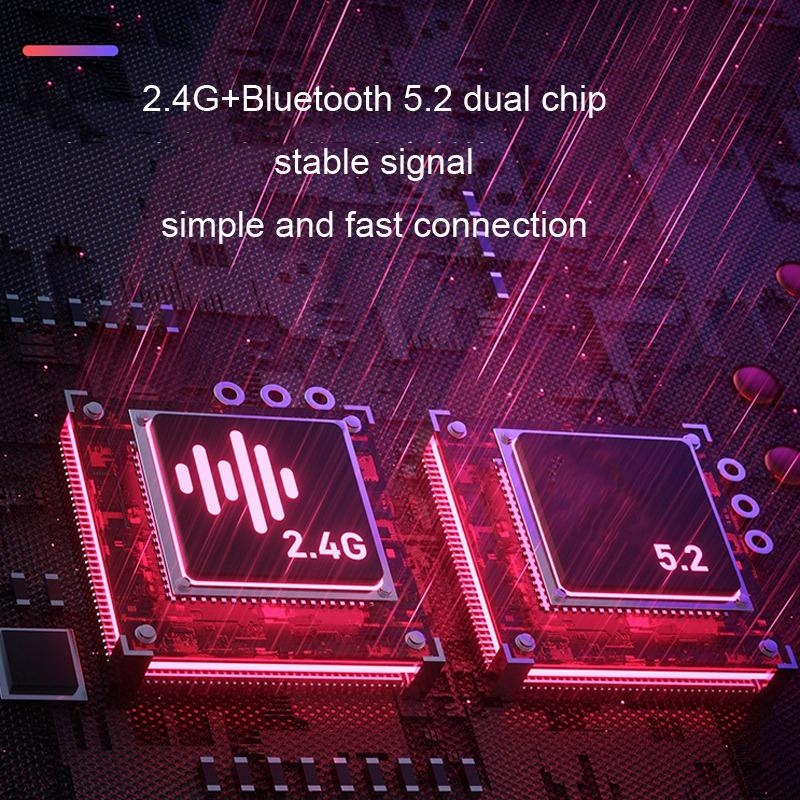 2.4G+Bluetooth 5.2 dual chip
stable signal
simple and fast connection
2.4G
5.2